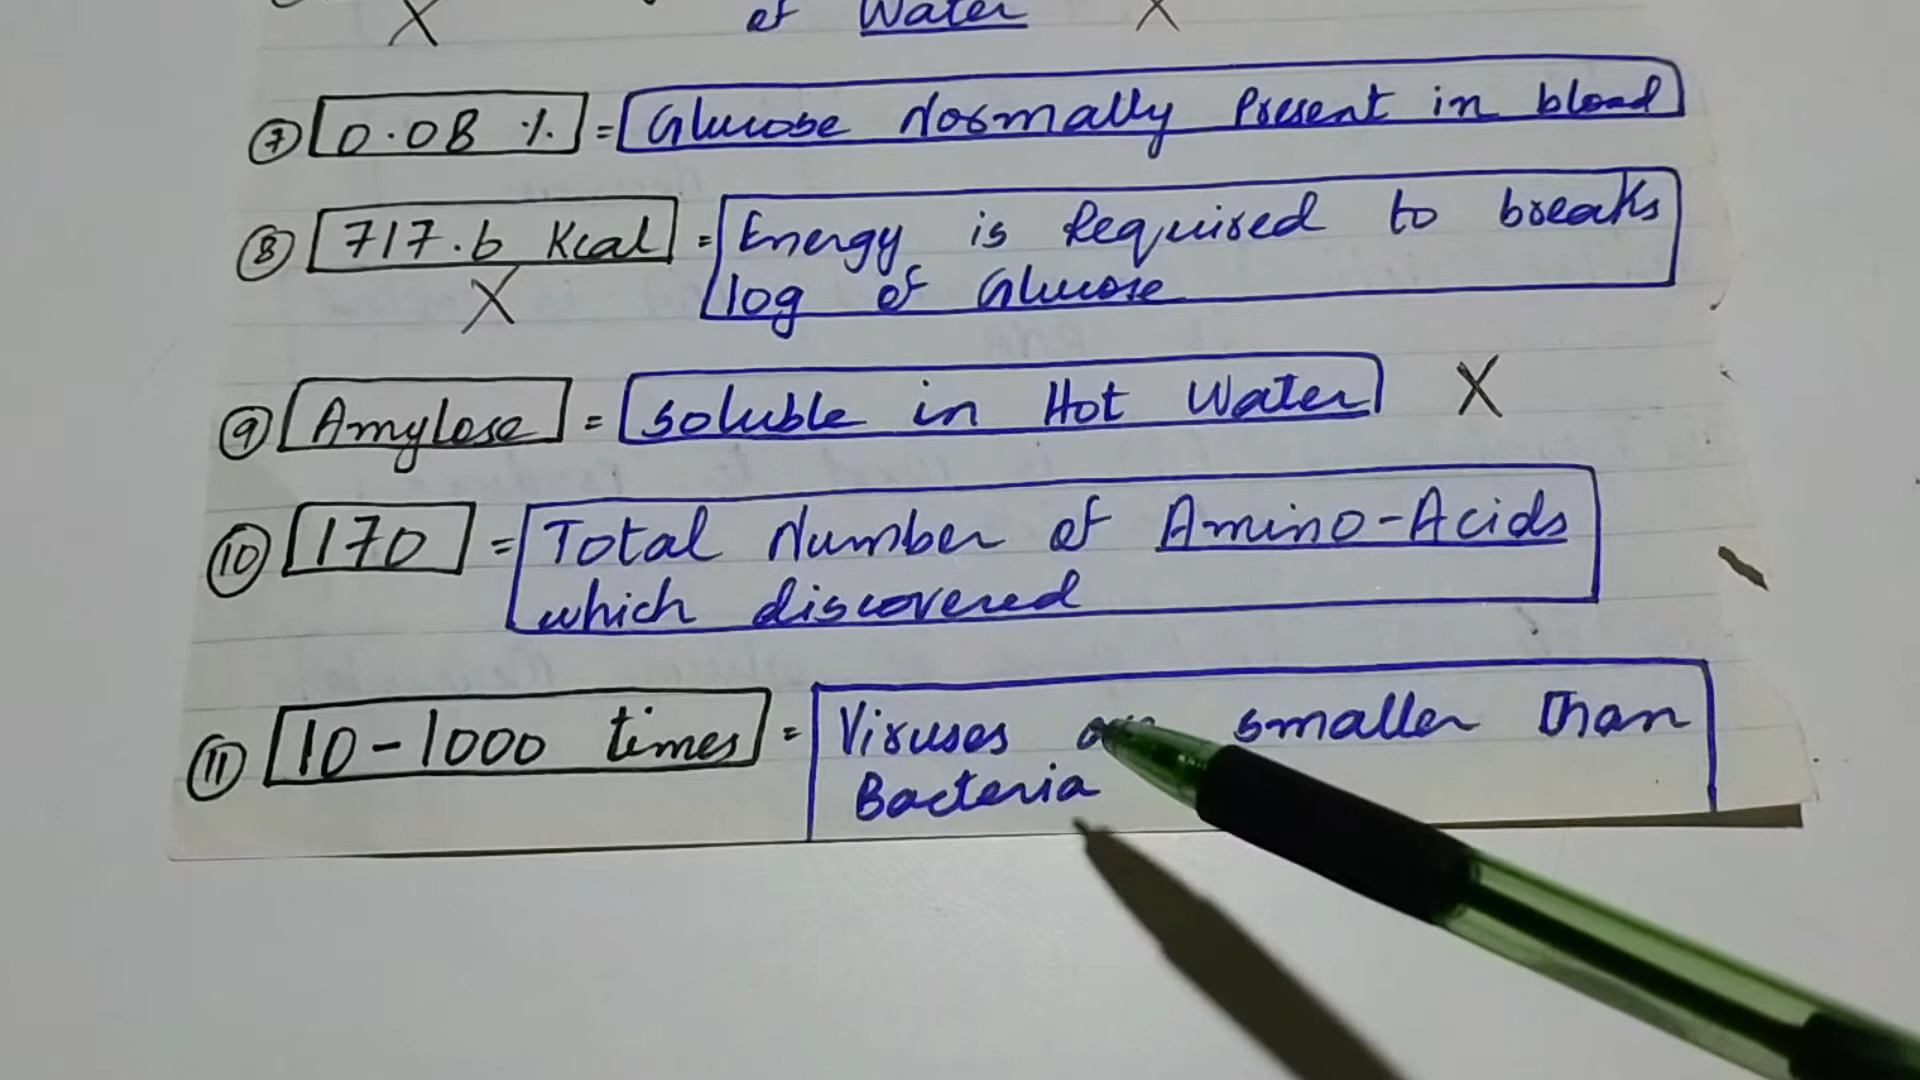 X of Water X
7 0.08 % = Glucose Normally Present in blood
8 717.6 Kcal = Energy is Required to breaks
X log of Glucose
9 Amylose = Soluble in Hot Water X
10 170 = Total Number of Amino-Acids
which discovered
11 10-1000 times = Viruses smaller Than
Bacteria